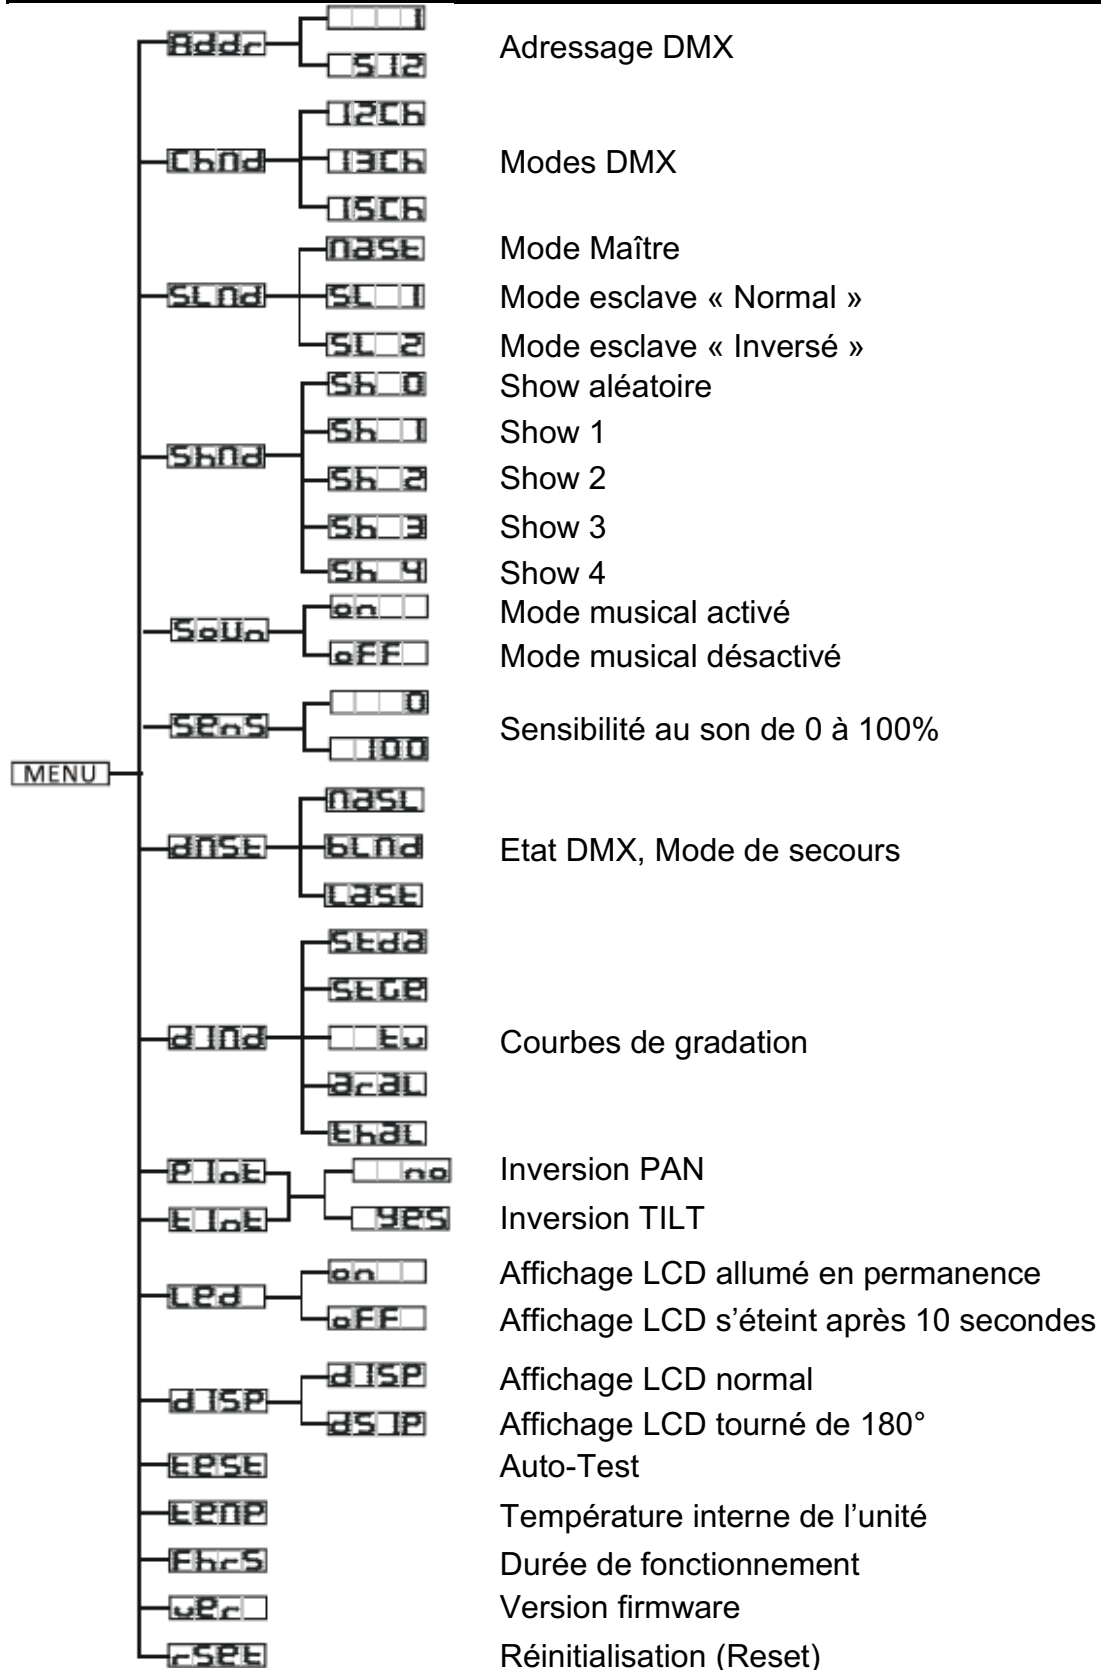 Addr 1 Adressage DMX
512
12Ch
ChMd 13Ch Modes DMX
15Ch
MaSt Mode Maître
SLMd SL 1 Mode esclave « Normal »
SL 2 Mode esclave « Inversé »
Sh 0 Show aléatoire
Sh 1 Show 1
ShMd
Sh 2 Show 2
Sh 3 Show 3
Sh 4 Show 4
on Mode musical activé
SoUn
oFF Mode musical désactivé
0
SenS Sensibilité au son de 0 à 100%
100
MENU
MaSL
dMSt bLMd Etat DMX, Mode de secours
LaSt
Stda
StGe
dIMd tv Courbes de gradation
araL
thaL
PIot no Inversion PAN
tIot yes Inversion TILT
on Affichage LCD allumé en permanence
Led
oFF Affichage LCD s’éteint après 10 secondes
dISP Affichage LCD normal
dISP
dSIP Affichage LCD tourné de 180°
teSt Auto-Test
teMP Température interne de l’unité
FhrS Durée de fonctionnement
ver Version firmware
rSet Réinitialisation (Reset)